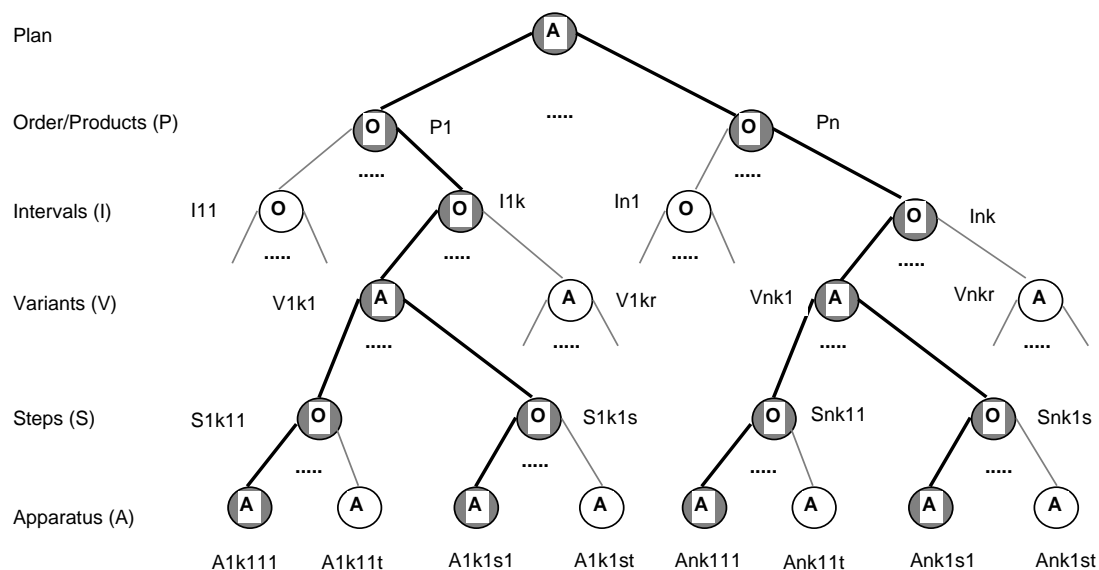 Plan
A
Order/Products (P)
O
P1
.....
O
Pn
.....
.....
Intervals (I)
I11
O
O
I1k
In1
O
O
Ink
.....
.....
.....
.....
Variants (V)
V1k1
A
A
V1kr
Vnk1
A
Vnkr
A
.....
.....
.....
.....
Steps (S)
S1k11
O
O
S1k1s
O
Snk11
O
Snk1s
.....
.....
.....
.....
Apparatus (A)
A
A
A
A
A
A
A
A
A1k111
A1k11t
A1k1s1
A1k1st
Ank111
Ank11t
Ank1s1
Ank1st